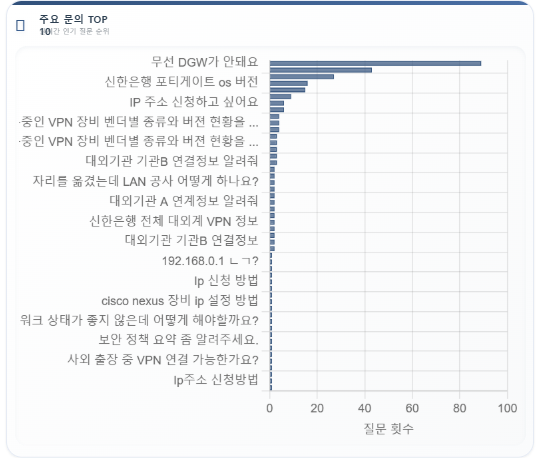 주요 문의 TOP
10
인기 질문 순위
무선 DGW가 안돼요
신한은행 포티게이트 os 버전
IP 주소 신청하고 싶어요
중인 VPN 장비 벤더별 종류와 버젼 현황을 ...
중인 VPN 장비 벤더별 종류와 버젼 현황을 ...
대외기관 기관B 연결정보 알려줘
자리를 옮겼는데 LAN 공사 어떻게 하나요?
대외기관 A 연계정보 알려줘
신한은행 전체 대외계 VPN 정보
대외기관 기관B 연결정보
192.168.0.1 ㄴㄱ?
Ip 신청 방법
cisco nexus 장비 ip 설정 방법
워크 상태가 좋지 않은데 어떻게 해야할까요?
보안 정책 요약 좀 알려주세요.
사외 출장 중 VPN 연결 가능한가요?
Ip주소 신청방법
0 20 40 60 80 100
질문 횟수